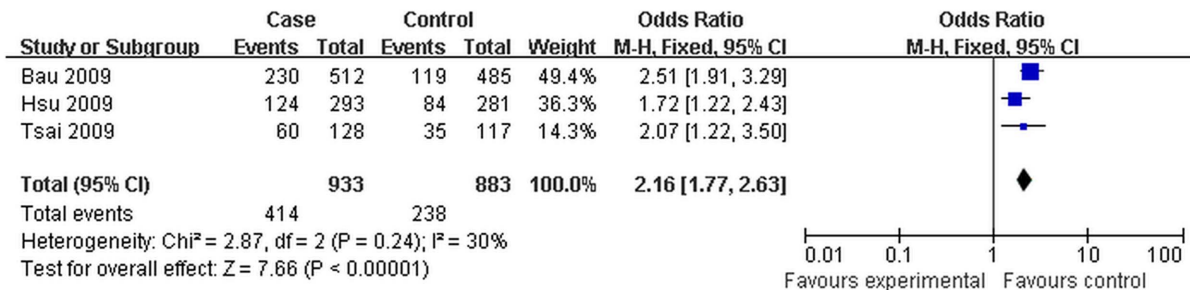 Case Control Odds Ratio Odds Ratio
Study or Subgroup Events Total Events Total Weight M-H, Fixed, 95% CI M-H, Fixed, 95% CI
Bau 2009 230 512 119 485 49.4% 2.51 [1.91, 3.29]
Hsu 2009 124 293 84 281 36.3% 1.72 [1.22, 2.43]
Tsai 2009 60 128 35 117 14.3% 2.07 [1.22, 3.50]
Total (95% CI) 933 883 100.0% 2.16 [1.77, 2.63]
Total events 414 238
Heterogeneity: Chi² = 2.87, df = 2 (P = 0.24); I² = 30%
Test for overall effect: Z = 7.66 (P < 0.00001)
0.01 0.1 1 10 100
Favours experimental Favours control